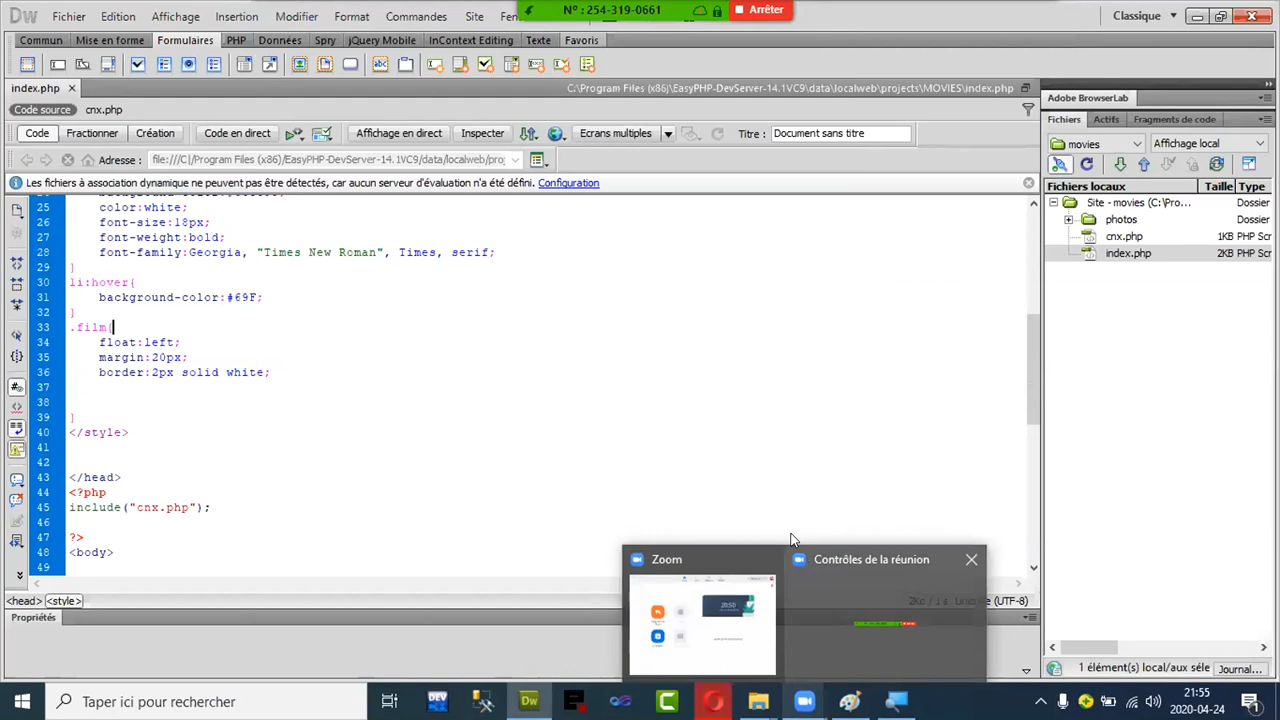 Dw Fichier Edition Affichage Insertion Modifier Format Commandes Site Fen N° : 254-319-0661 Arrêter Classique
Commun Mise en forme Formulaires PHP Données Spry jQuery Mobile InContext Editing Texte Favoris
index.php C:\Program Files (x86)\EasyPHP-DevServer-14.1VC9\data\localweb\projects\MOVIES\index.php
Adobe BrowserLab
Code source cnx.php
Fichiers Actifs Fragments de code
Code Fractionner Création Code en direct Affichage en direct Inspecter Ecrans multiples Titre : Document sans titre
movies Affichage local
Adresse : file:///C|/Program Files (x86)/EasyPHP-DevServer-14.1VC9/data/localweb/proj
Les fichiers à association dynamique ne peuvent pas être détectés, car aucun serveur d'évaluation n'a été défini. Configuration
Fichiers locaux Taille Type
Site - movies (C:\Pro... Dossier
photos Dossier
cnx.php 1KB PHP Scr
index.php 2KB PHP Scr
25 color:white;
26 font-size:18px;
27 font-weight:bold;
28 font-family:Georgia, "Times New Roman", Times, serif;
29 }
30 li:hover{
31 background-color:#69F;
32 }
33 .film{
34 float:left;
35 margin:20px;
36 border:2px solid white;
37
38
39 }
40 </style>
41
42
43 </head>
44 <?php
45 include("cnx.php");
46
47 ?>
48 <body>
49
Zoom Contrôles de la réunion
20:50
<head> <style> 2Ko / 1 s Unicode (UTF-8)
Propriétés
1 élément(s) local/aux séle Journal...
Taper ici pour rechercher DEV Dw
21:55
2020-04-24
1